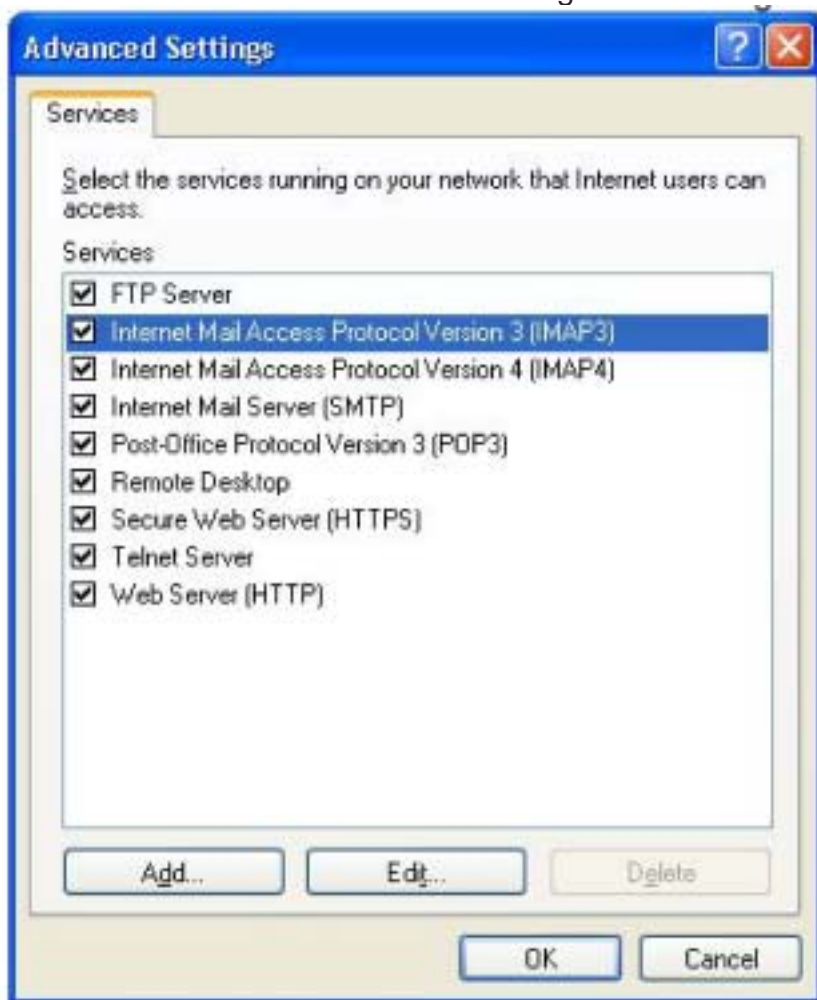 Advanced Settings
Services
Select the services running on your network that Internet users can
access.
Services
FTP Server
Internet Mail Access Protocol Version 3 (IMAP3)
Internet Mail Access Protocol Version 4 (IMAP4)
Internet Mail Server (SMTP)
Post-Office Protocol Version 3 (POP3)
Remote Desktop
Secure Web Server (HTTPS)
Telnet Server
Web Server (HTTP)
Add... Edit... Delete
OK Cancel